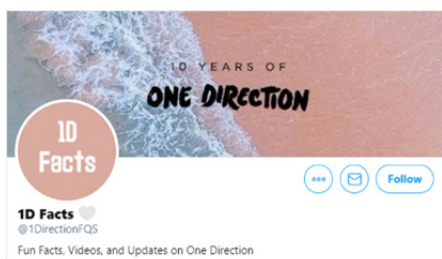 10 YEARS OF
ONE DIRECTION
1D
Facts
Follow
1D Facts
@1DirectionFQS
Fun Facts, Videos, and Updates on One Direction